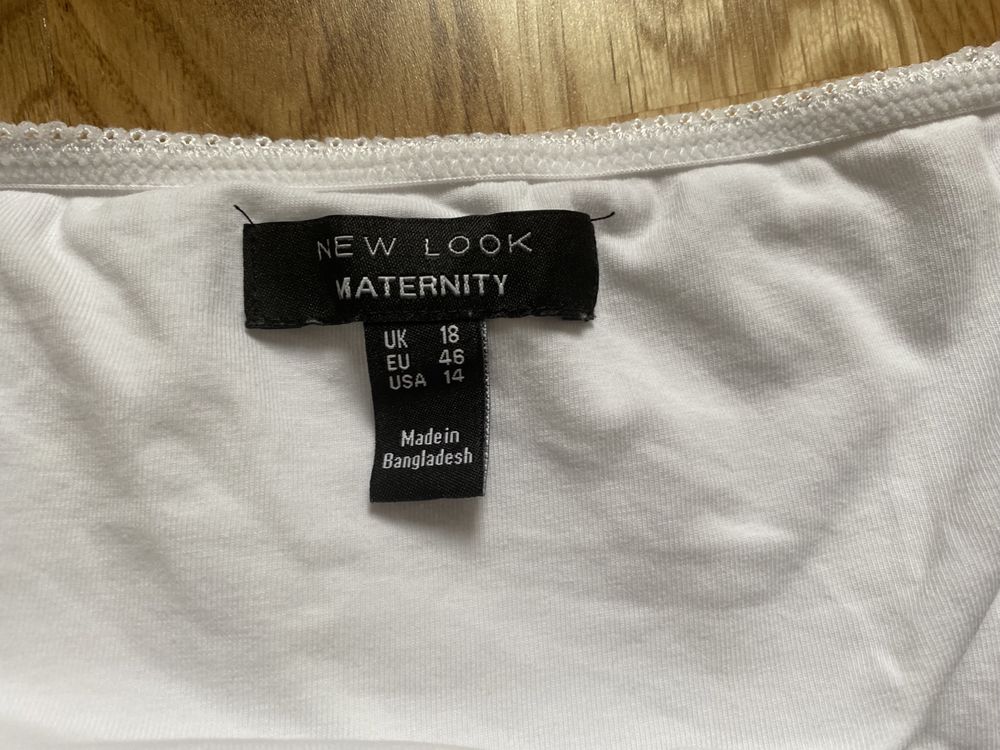 NEW LOOK
MATERNITY
UK 18
EU 46
USA 14
Made in
Bangladesh